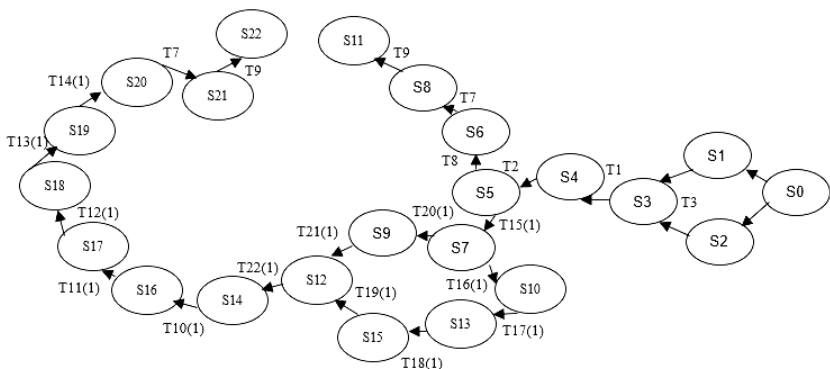 S22
S11
T7
T9
T9
S20
S21
S8
T14(1)
T7
S19
S6
T13(1)
T8
T2
T1
S1
S18
S5
S4
S3
T3
S0
T12(1)
T20(1)
T15(1)
S2
S17
T21(1)
S9
S7
T11(1)
S16
T22(1)
S12
T16(1)
S10
S14
T19(1)
T10(1)
S15
S13
T17(1)
T18(1)